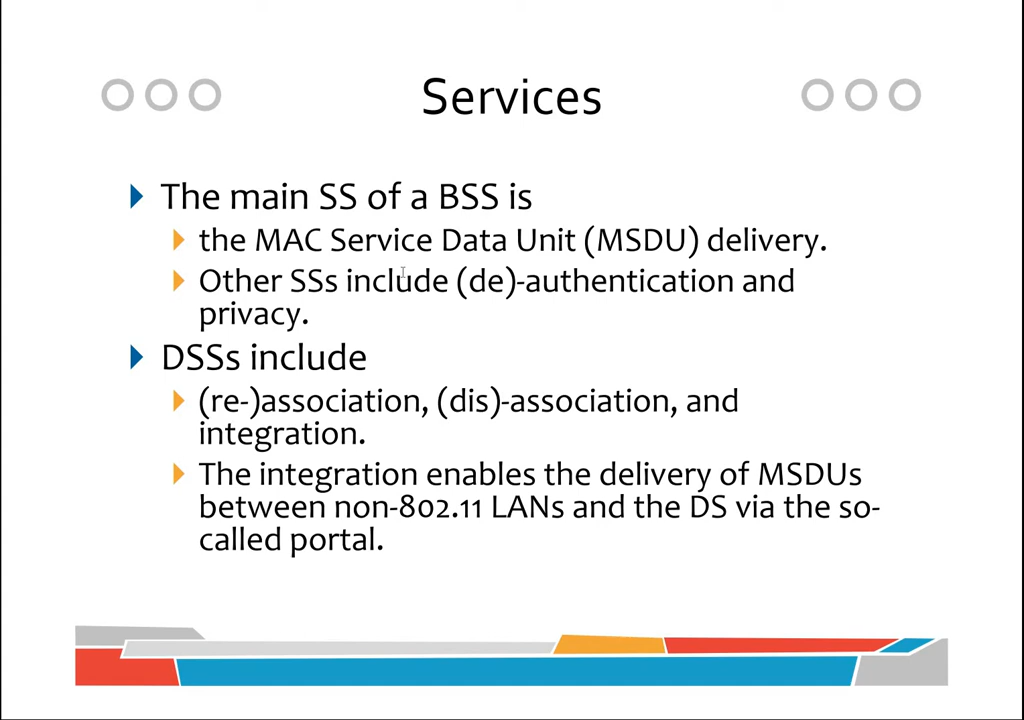 Services
The main SS of a BSS is
the MAC Service Data Unit (MSDU) delivery.
Other SSs include (de)-authentication and
privacy.
DSSs include
(re-)association, (dis)-association, and
integration.
The integration enables the delivery of MSDUs
between non-802.11 LANs and the DS via the so-
called portal.